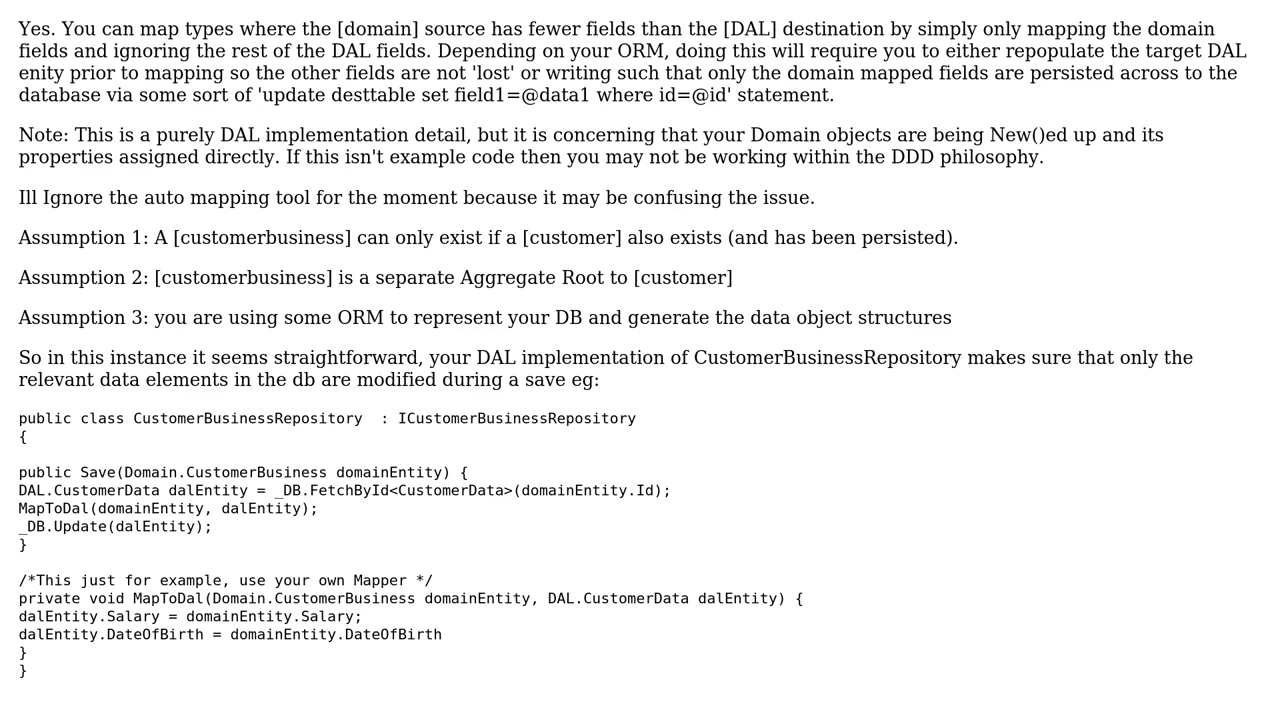 Yes. You can map types where the [domain] source has fewer fields than the [DAL] destination by simply only mapping the domain
fields and ignoring the rest of the DAL fields. Depending on your ORM, doing this will require you to either repopulate the target DAL
enity prior to mapping so the other fields are not 'lost' or writing such that only the domain mapped fields are persisted across to the
database via some sort of 'update desttable set field1=@data1 where id=@id' statement.
Note: This is a purely DAL implementation detail, but it is concerning that your Domain objects are being New()ed up and its
properties assigned directly. If this isn't example code then you may not be working within the DDD philosophy.
Ill Ignore the auto mapping tool for the moment because it may be confusing the issue.
Assumption 1: A [customerbusiness] can only exist if a [customer] also exists (and has been persisted).
Assumption 2: [customerbusiness] is a separate Aggregate Root to [customer]
Assumption 3: you are using some ORM to represent your DB and generate the data object structures
So in this instance it seems straightforward, your DAL implementation of CustomerBusinessRepository makes sure that only the
relevant data elements in the db are modified during a save eg:
public class CustomerBusinessRepository  : ICustomerBusinessRepository
{
public Save(Domain.CustomerBusiness domainEntity) {
DAL.CustomerData dalEntity = _DB.FetchById<CustomerData>(domainEntity.Id);
MapToDal(domainEntity, dalEntity);
_DB.Update(dalEntity);
}
/*This just for example, use your own Mapper */
private void MapToDal(Domain.CustomerBusiness domainEntity, DAL.CustomerData dalEntity) {
dalEntity.Salary = domainEntity.Salary;
dalEntity.DateOfBirth = domainEntity.DateOfBirth
}
}